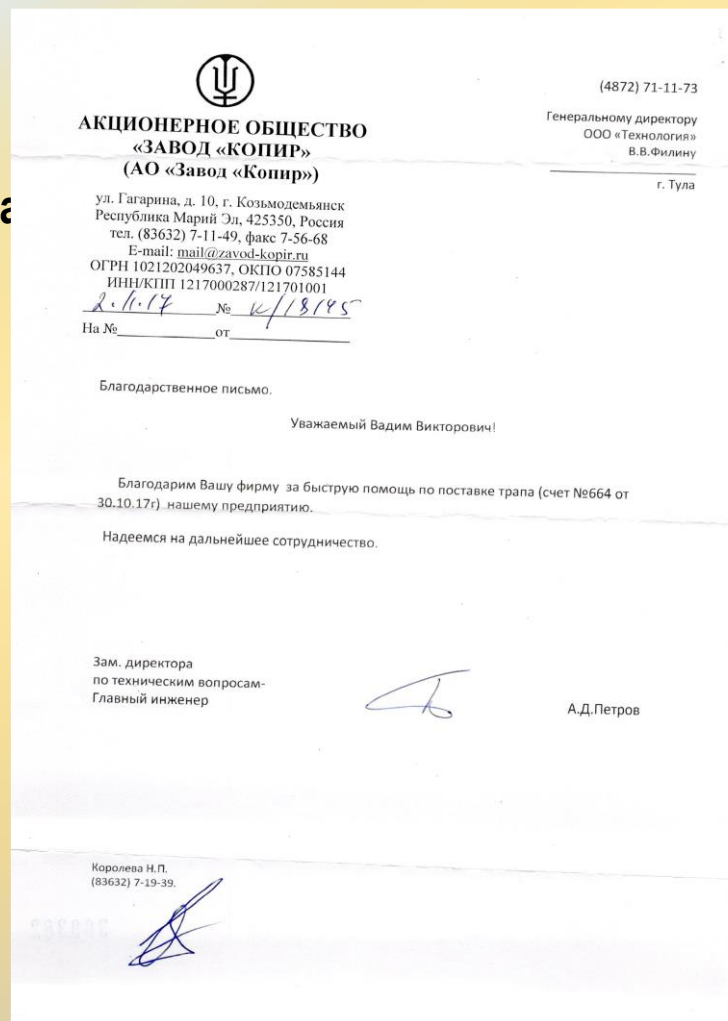 АКЦИОНЕРНОЕ ОБЩЕСТВО
«ЗАВОД «КОПИР»
(АО «Завод «Копир»)
ул. Гагарина, д. 10, г. Козьмодемьянск
Республика Марий Эл, 425350, Россия
тел. (83632) 7-11-49, факс 7-56-68
E-mail: mail@zavod-kopir.ru
ОГРН 1021202049637, ОКПО 07585144
ИНН/КПП 1217000287/121701001
2.11.17 № к/18/45
На №____________от________________
(4872) 71-11-73
Генеральному директору
ООО «Технология»
В.В.Филину
г. Тула
Благодарственное письмо.
Уважаемый Вадим Викторович!
Благодарим Вашу фирму за быструю помощь по поставке трапа (счет №664 от
30.10.17г) нашему предприятию.
Надеемся на дальнейшее сотрудничество.
Зам. директора
по техническим вопросам-
Главный инженер
А.Д.Петров
Королева Н.П.
(83632) 7-19-39.